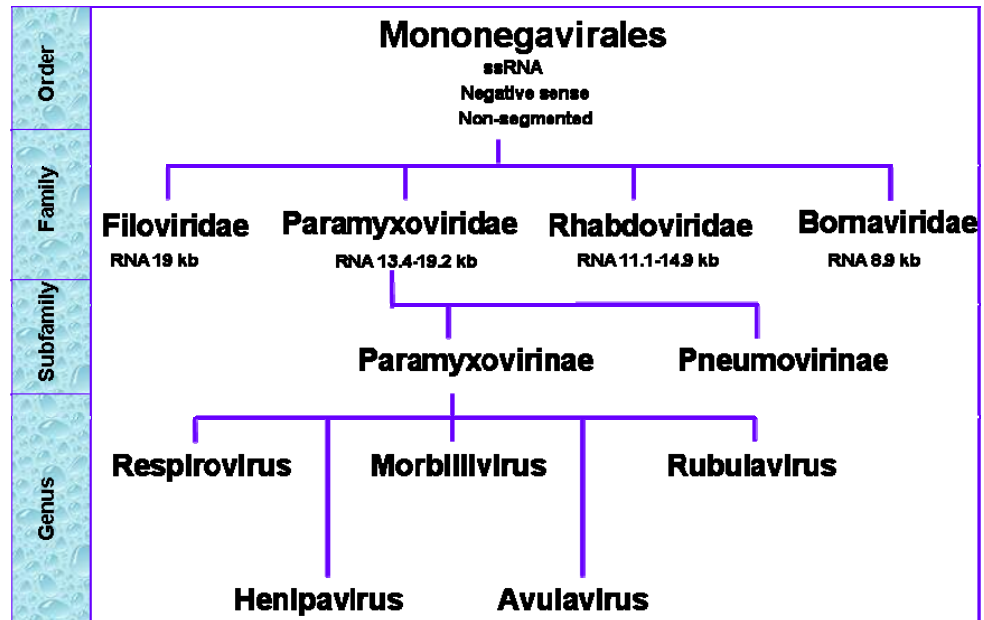 Order
Mononegavirales
ssRNA
Negative sense
Non-segmented
Family
Filoviridae Paramyxoviridae Rhabdoviridae Bornaviridae
RNA 19 kb RNA 13.4-19.2 kb RNA 11.1-14.9 kb RNA 8.9 kb
Subfamily
Paramyxovirinae Pneumovirinae
Genus
Respirovirus Morbillivirus Rubulavirus
Henipavirus Avulavirus